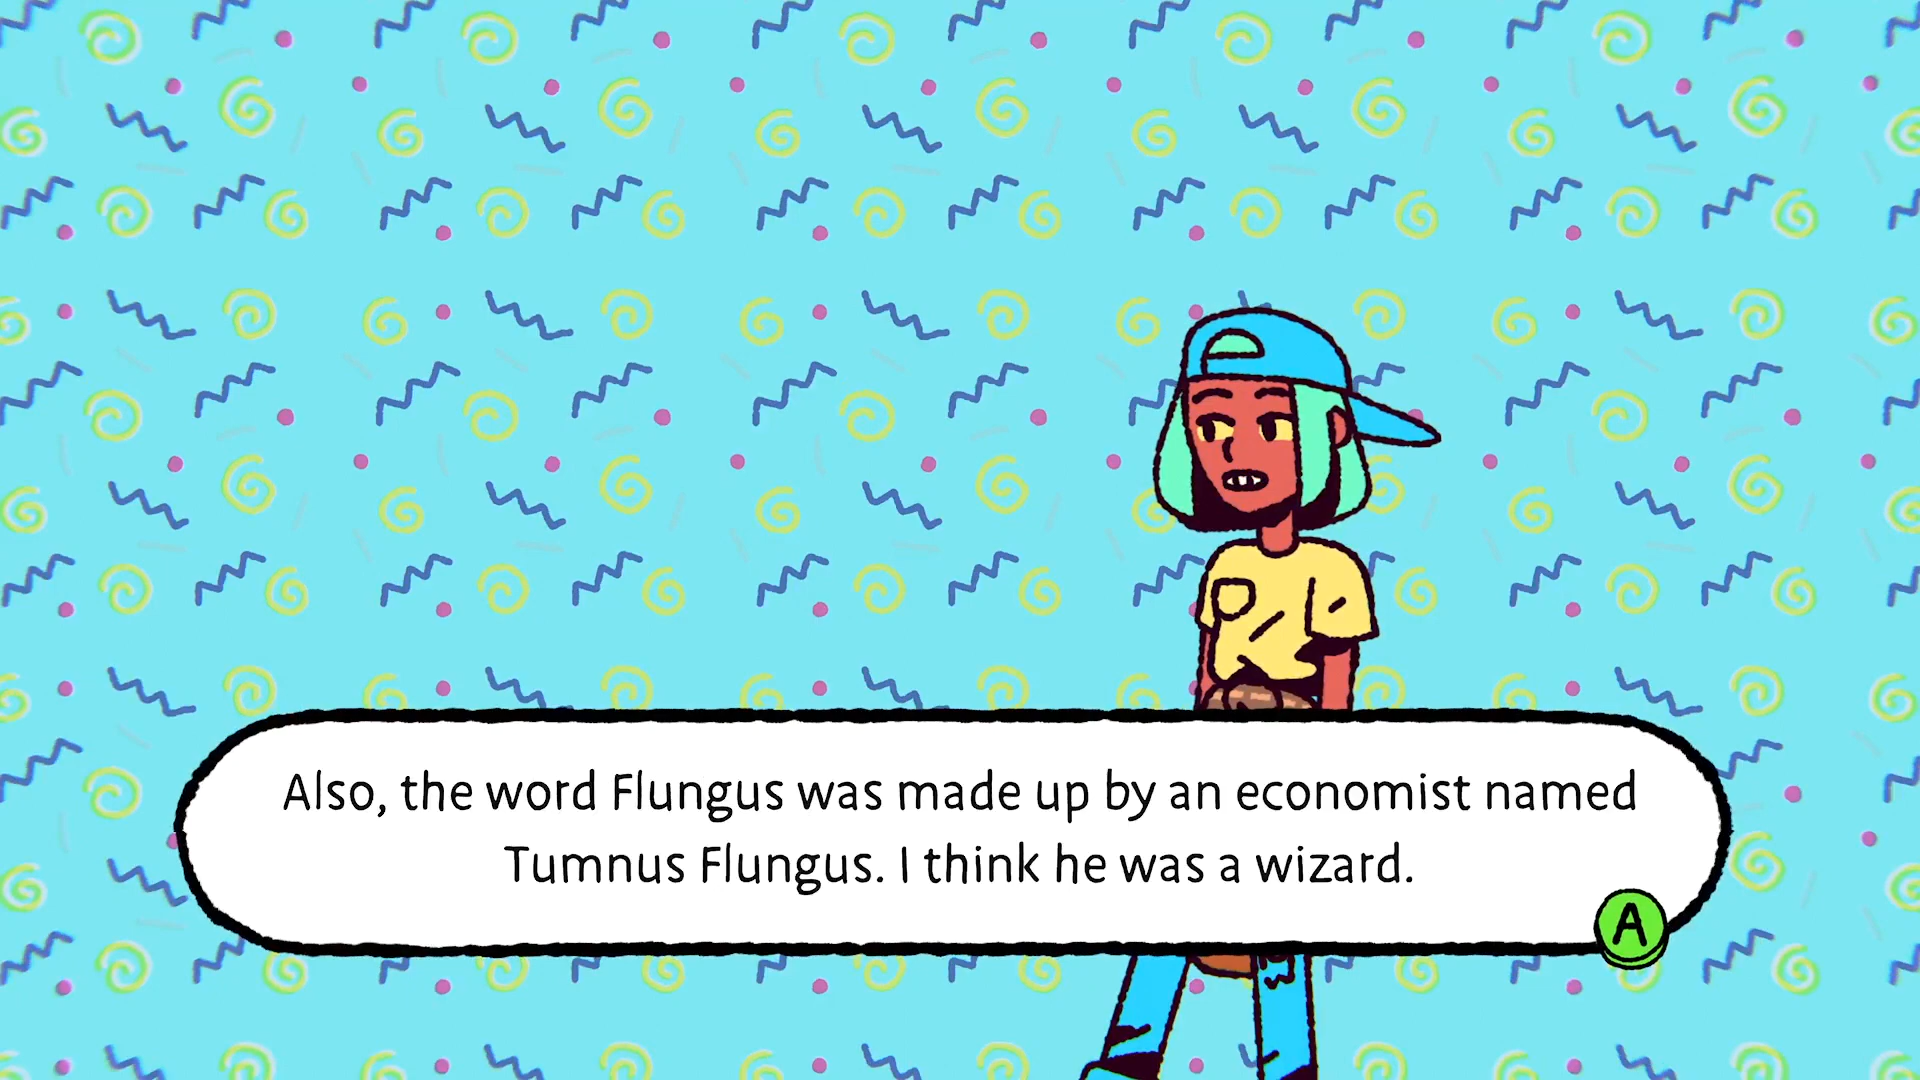 Also, the word Flungus was made up by an economist named
Tumnus Flungus. I think he was a wizard.
A